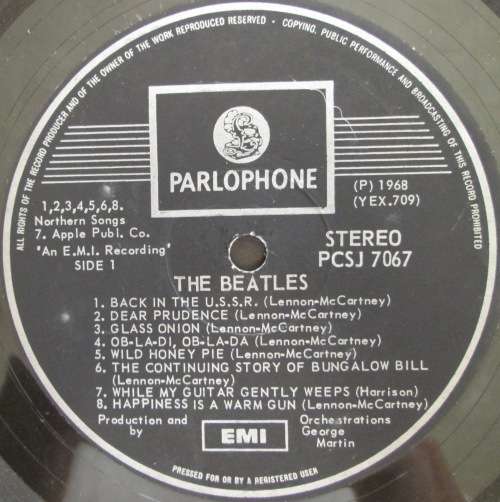 ALL RIGHTS OF THE RECORD PRODUCER AND OF THE OWNER OF THE WORK REPRODUCED RESERVED • COPYING, PUBLIC PERFORMANCE AND BROADCASTING OF THIS RECORD PROHIBITED
PARLOPHONE
1,2,3,4,5,6,8.
Northern Songs
7. Apple Publ. Co.
"An E.M.I. Recording"
SIDE 1
(P) 1968
(YEX.709)
STEREO
PCSJ 7067
THE BEATLES
1. BACK IN THE U.S.S.R. (Lennon-McCartney)
2. DEAR PRUDENCE (Lennon-McCartney)
3. GLASS ONION (Lennon-McCartney)
4. OB-LA-DI, OB-LA-DA (Lennon-McCartney)
5. WILD HONEY PIE (Lennon-McCartney)
6. THE CONTINUING STORY OF BUNGALOW BILL
(Lennon-McCartney)
7. WHILE MY GUITAR GENTLY WEEPS (Harrison)
8. HAPPINESS IS A WARM GUN (Lennon-McCartney)
Production and by
Orchestrations George Martin
EMI
PRESSED FOR OR BY A REGISTERED USER